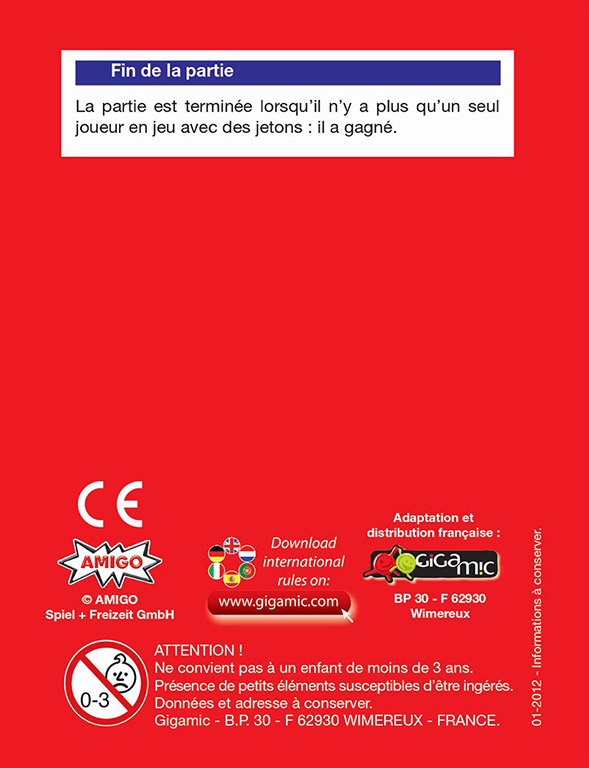 Fin de la partie
La partie est terminée lorsqu'il n'y a plus qu'un seul
joueur en jeu avec des jetons : il a gagné.
CE
AMIGO
© AMIGO
Spiel + Freizeit GmbH
Download
international
rules on:
www.gigamic.com
Adaptation et
distribution française :
GiGAMiC
BP 30 - F 62930
Wimereux
0-3
ATTENTION !
Ne convient pas à un enfant de moins de 3 ans.
Présence de petits éléments susceptibles d'être ingérés.
Données et adresse à conserver.
Gigamic - B.P. 30 - F 62930 WIMEREUX - FRANCE.
01-2012 - Informations à conserver.